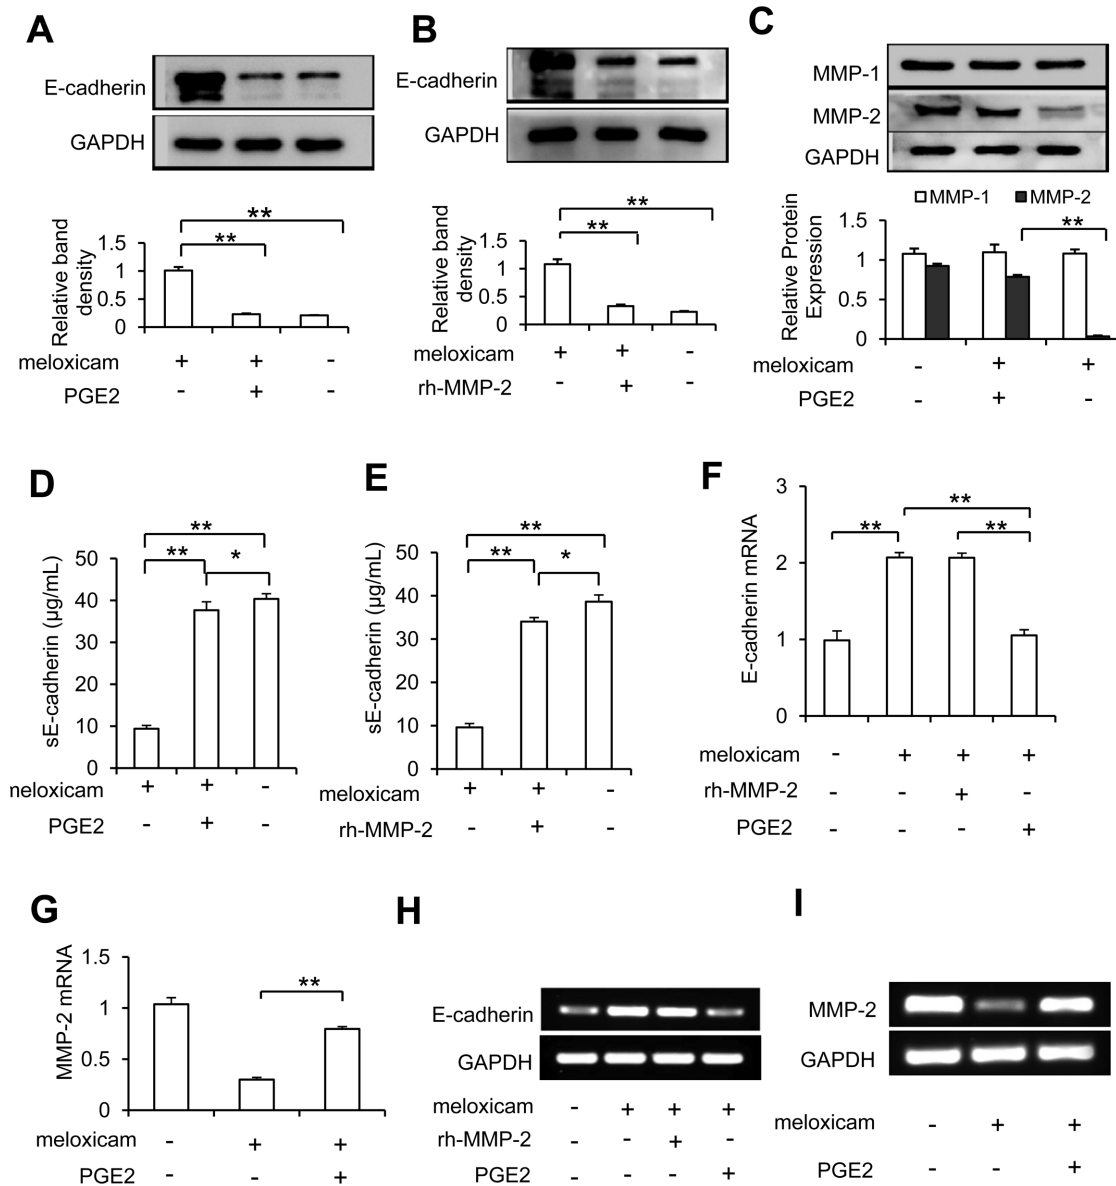 A
E-cadherin
GAPDH
**
**
Relative band
density
1.5
1
0.5
0
meloxicam + + -
PGE2 - + -
B
E-cadherin
GAPDH
**
**
Relative band
density
1.5
1
0.5
0
meloxicam + + -
rh-MMP-2 - + -
C
MMP-1
MMP-2
GAPDH
MMP-1 MMP-2
**
Relative Protein
Expression
1.5
1
0.5
0
meloxicam - + +
PGE2 - + -
D
**
** *
sE-cadherin (µg/mL)
50
40
30
20
10
0
neloxicam + + -
PGE2 - + -
E
**
** *
sE-cadherin (µg/mL)
50
40
30
20
10
0
meloxicam + + -
rh-MMP-2 - + -
F
**
** **
E-cadherin mRNA
3
2
1
0
meloxicam - + + +
rh-MMP-2 - - + -
PGE2 - - - +
G
**
MMP-2 mRNA
1.5
1
0.5
0
meloxicam - + +
PGE2 - - +
H
E-cadherin
GAPDH
meloxicam - + + +
rh-MMP-2 - - + -
PGE2 - - - +
I
MMP-2
GAPDH
meloxicam - + +
PGE2 - - +